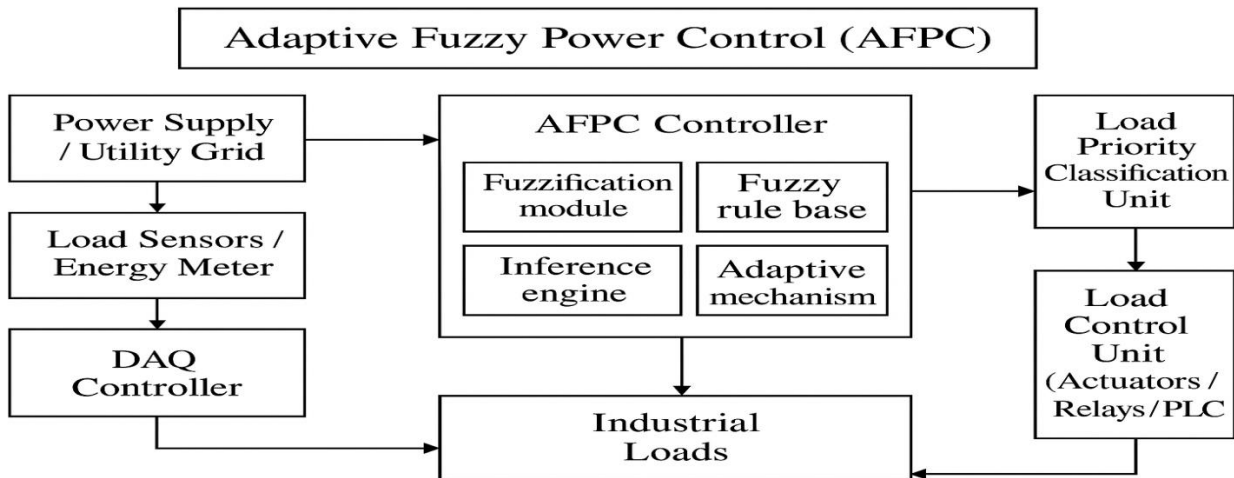 Adaptive Fuzzy Power Control (AFPC)
Power Supply
/ Utility Grid
Load Sensors /
Energy Meter
DAQ
Controller
AFPC Controller
Fuzzification
module
Fuzzy
rule base
Inference
engine
Adaptive
mechanism
Industrial
Loads
Load
Priority
Classification
Unit
Load
Control
Unit
(Actuators /
Relays/PLC